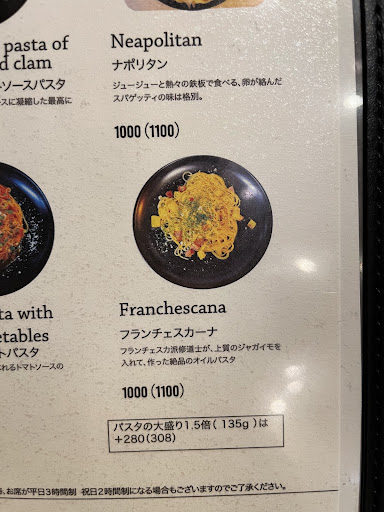 pasta of
d clam
トソースパスタ
スに凝縮した最高に
Neapolitan
ナポリタン
ジュージューと熱々の鉄板で食べる、卵が絡んだ
スパゲッティの味は格別。
1000(1100)
ta with
etables
トパスタ
れるトマトソースの
Franchescana
フランチェスカーナ
フランチェスカ派修道士が、上質のジャガイモを
入れて、作った絶品のオイルパスタ
1000(1100)
パスタの大盛り1.5倍( 135g )は
+280(308)
お席が平日3時間制 祝日2時間制になる場合もございますのでご了承ください。